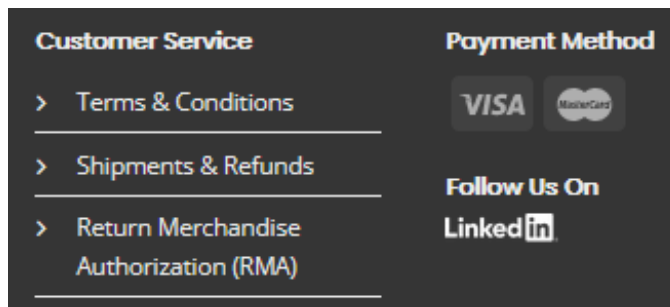 Customer Service
Terms & Conditions
Shipments & Refunds
Return Merchandise
Authorization (RMA)
Payment Method
VISA MasterCard
Follow Us On
Linked in